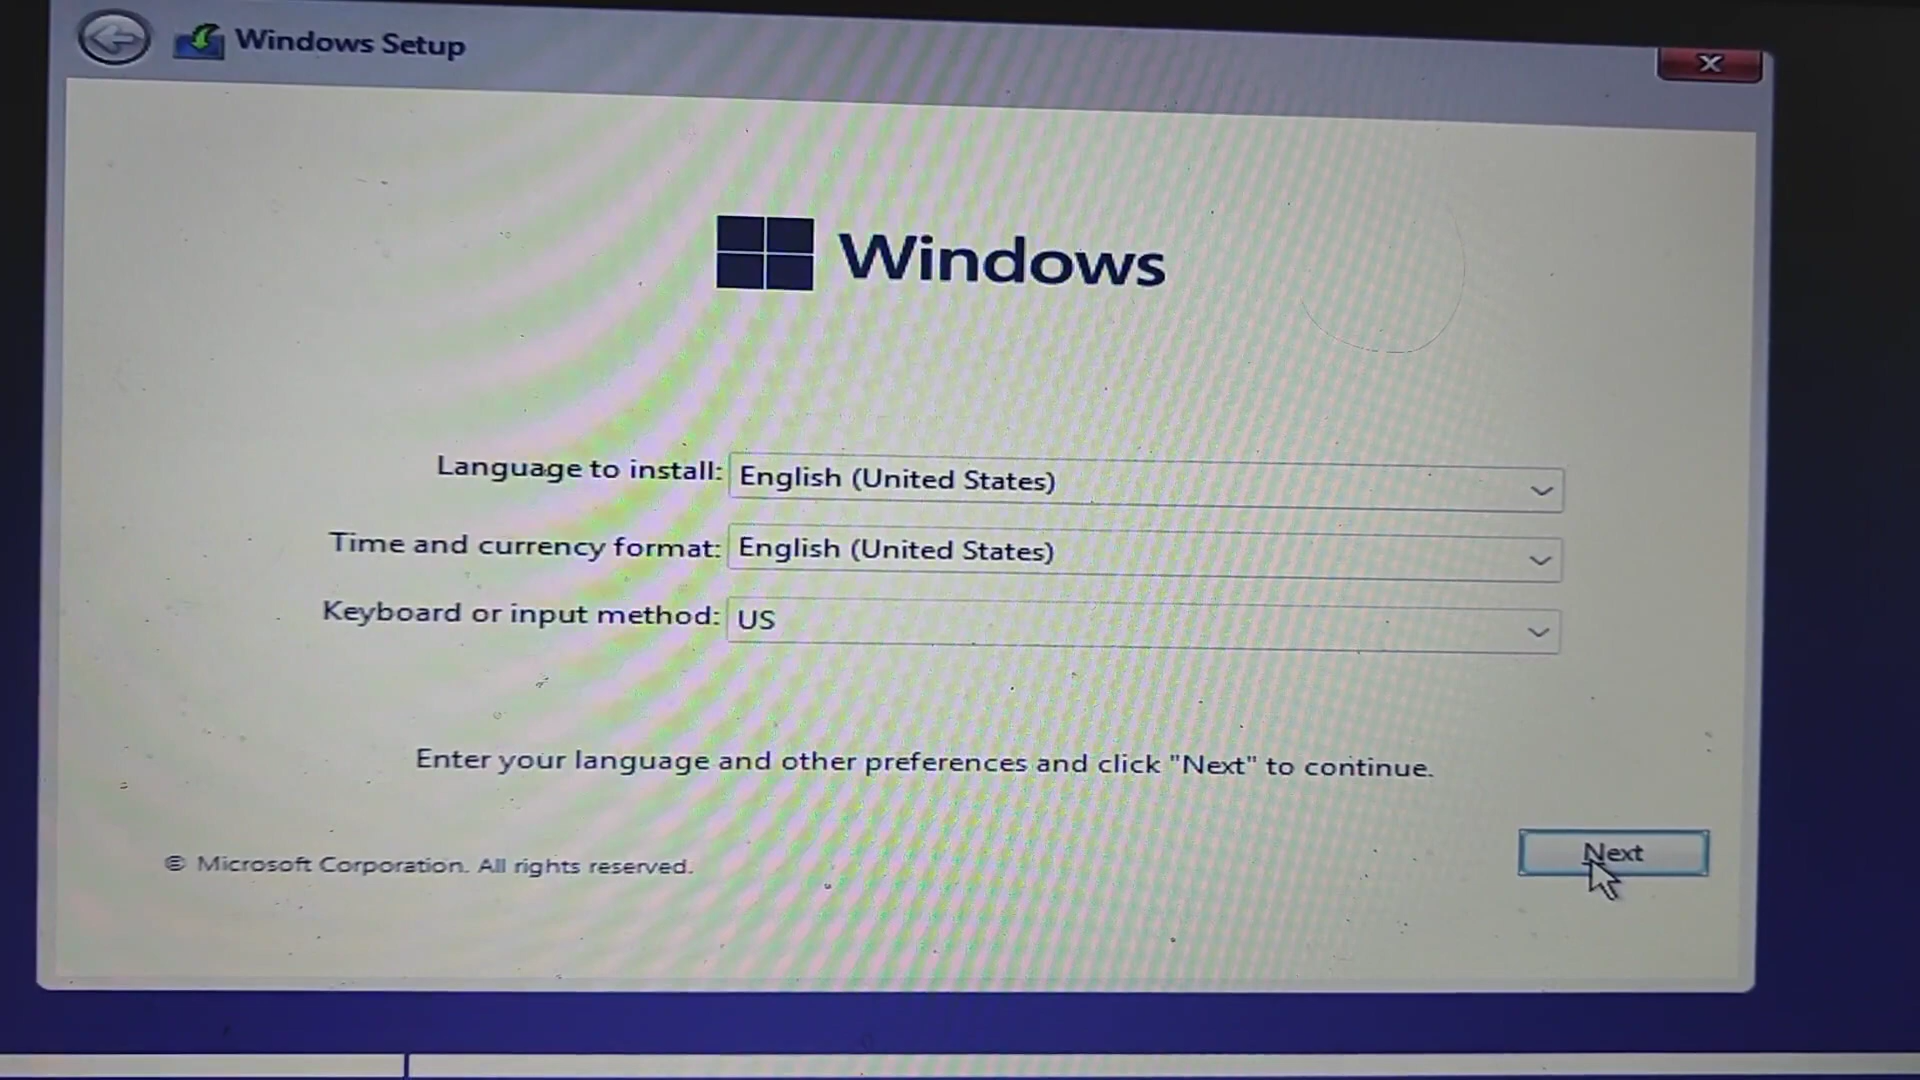 Windows Setup
Windows
Language to install: English (United States)
Time and currency format: English (United States)
Keyboard or input method: US
Enter your language and other preferences and click "Next" to continue.
© Microsoft Corporation. All rights reserved.
Next